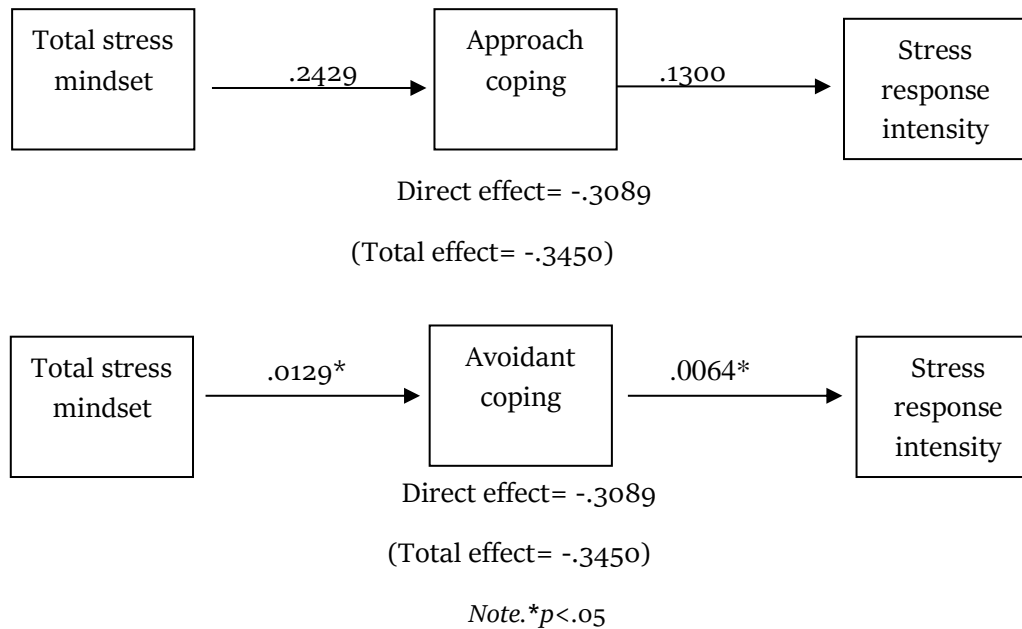 Total stress
mindset
.2429
Approach
coping
.1300
Stress
response
intensity
Direct effect= -.3089
(Total effect= -.3450)
Total stress
mindset
.0129*
Avoidant
coping
.0064*
Stress
response
intensity
Direct effect= -.3089
(Total effect= -.3450)
Note.*p<.05